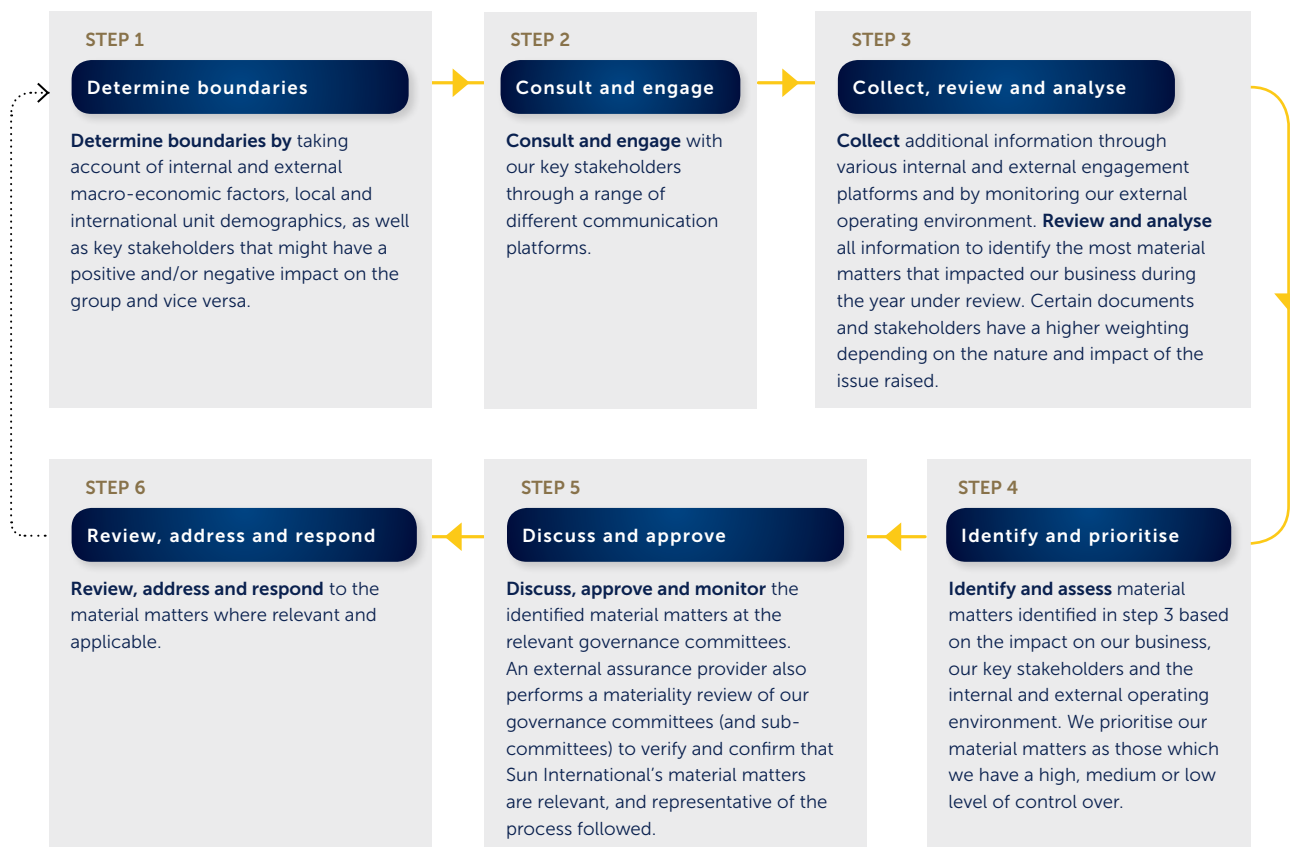 STEP 1
Determine boundaries
Determine boundaries by taking
account of internal and external
macro-economic factors, local and
international unit demographics, as well
as key stakeholders that might have a
positive and/or negative impact on the
group and vice versa.
STEP 2
Consult and engage
Consult and engage with
our key stakeholders
through a range of
different communication
platforms.
STEP 3
Collect, review and analyse
Collect additional information through
various internal and external engagement
platforms and by monitoring our external
operating environment. Review and analyse
all information to identify the most material
matters that impacted our business during
the year under review. Certain documents
and stakeholders have a higher weighting
depending on the nature and impact of the
issue raised.
STEP 4
Identify and prioritise
Identify and assess material
matters identified in step 3 based
on the impact on our business,
our key stakeholders and the
internal and external operating
environment. We prioritise our
material matters as those which
we have a high, medium or low
level of control over.
STEP 5
Discuss and approve
Discuss, approve and monitor the
identified material matters at the
relevant governance committees.
An external assurance provider also
performs a materiality review of our
governance committees (and sub-
committees) to verify and confirm that
Sun International's material matters
are relevant, and representative of the
process followed.
STEP 6
Review, address and respond
Review, address and respond to the
material matters where relevant and
applicable.